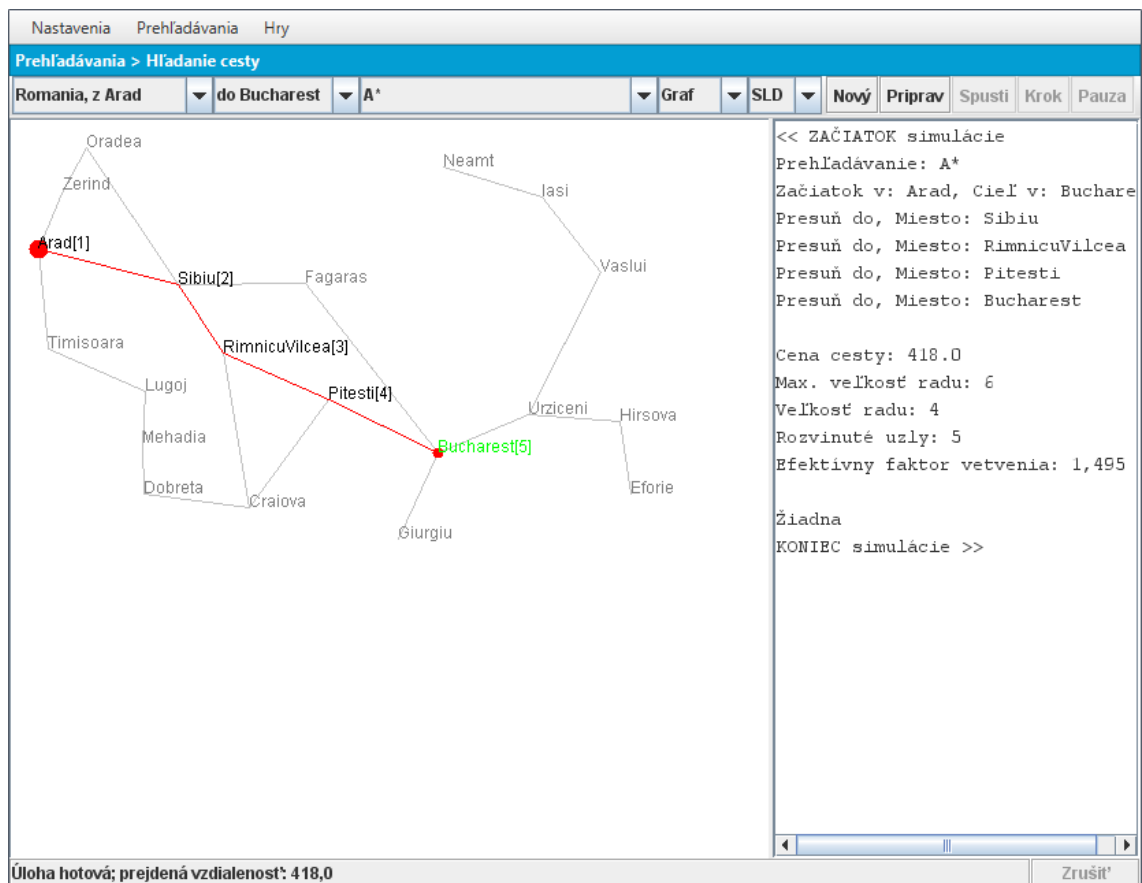 Nastavenia Prehľadávania Hry
Prehľadávania > Hľadanie cesty
Romania, z Arad do Bucharest A* Graf SLD Nový Priprav Spusti Krok Pauza
Oradea
Zerind
Arad[1]
Sibiu[2]
Fagaras
Timisoara
RimnicuVilcea[3]
Lugoj
Pitesti[4]
Mehadia
Dobreta
Craiova
Neamt
Iasi
Vaslui
Urziceni
Hirsova
Bucharest[5]
Eforie
Giurgiu
<< ZAČIATOK simulácie
Prehľadávanie: A*
Začiatok v: Arad, Cieľ v: Buchare
Presuň do, Miesto: Sibiu
Presuň do, Miesto: RimnicuVilcea
Presuň do, Miesto: Pitesti
Presuň do, Miesto: Bucharest
Cena cesty: 418.0
Max. veľkosť radu: 6
Veľkosť radu: 4
Rozvinuté uzly: 5
Efektívny faktor vetvenia: 1,495
Žiadna
KONIEC simulácie >>
Úloha hotová; prejdená vzdialenosť: 418,0 Zrušiť